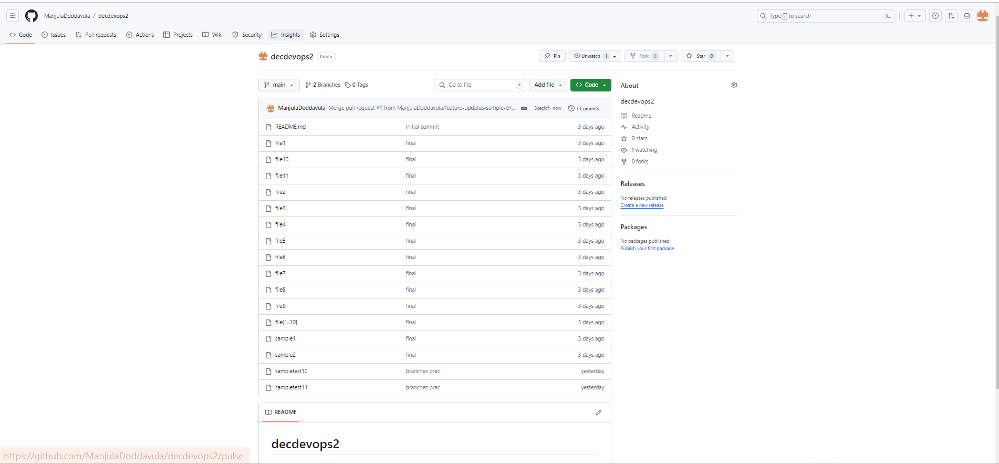 ManjulaDoddavula / decdevops2
Type / to search
Code Issues Pull requests Actions Projects Wiki Security Insights Settings
decdevops2 Public
Pin Unwatch 1 Fork 0 Star 0
main 2 Branches 0 Tags Go to file t Add file Code
ManjulaDoddavula Merge pull request #1 from ManjulaDoddavula/feature-updates-sample-ch... 3cecfcf · now 7 Commits
README.md Initial commit 3 days ago
file1 final 3 days ago
file10 final 3 days ago
file11 final 3 days ago
file2 final 3 days ago
file3 final 3 days ago
file4 final 3 days ago
file5 final 3 days ago
file6 final 3 days ago
file7 final 3 days ago
file8 final 3 days ago
file9 final 3 days ago
file{1..10] final 3 days ago
sample1 final 3 days ago
sample2 final 3 days ago
sampletest10 branches prac yesterday
sampletest11 branches prac yesterday
README
decdevops2
About
decdevops2
Readme
Activity
0 stars
1 watching
0 forks
Releases
No releases published
Create a new release
Packages
No packages published
Publish your first package
https://github.com/ManjulaDoddavula/decdevops2/pulse